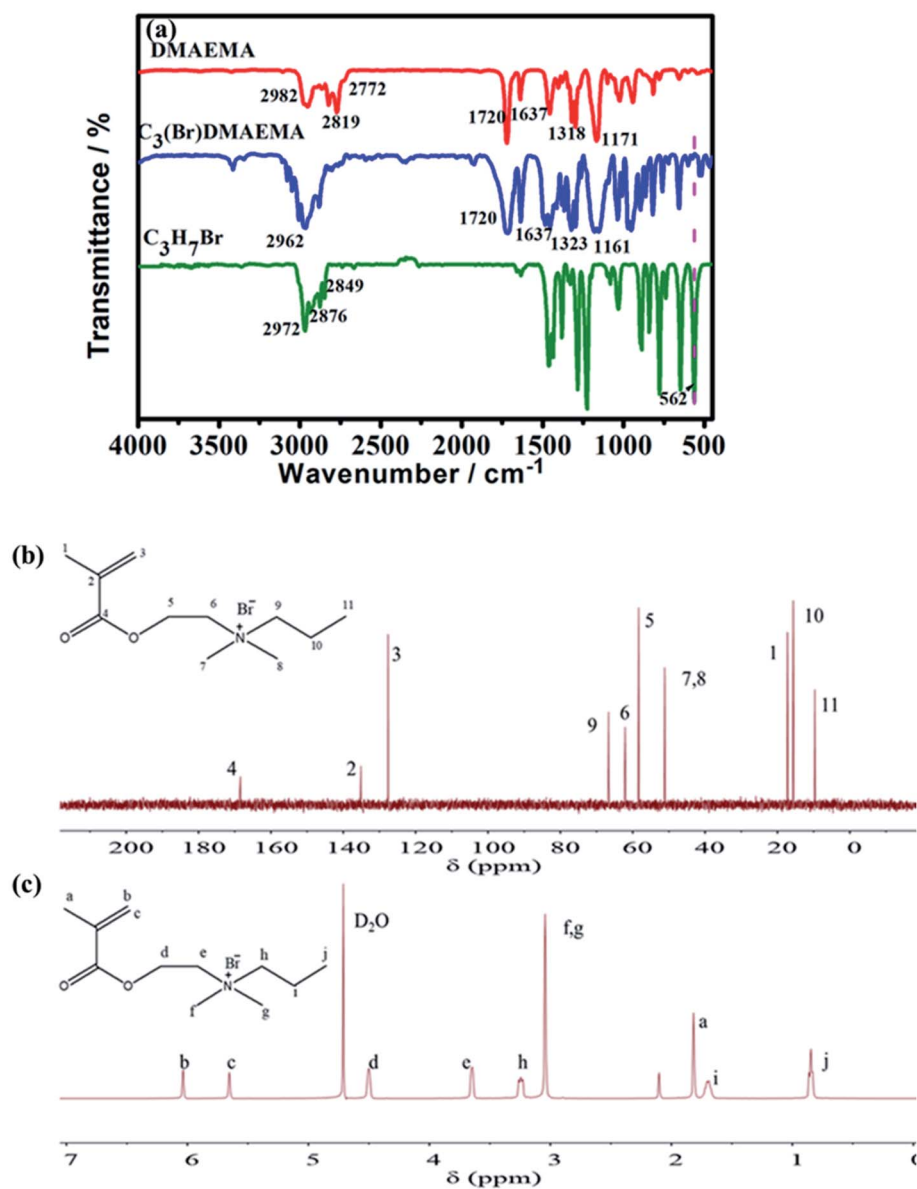 (a)
DMAEMA
2982
2819
2772
1720
1637
1318
1171
C3(Br)DMAEMA
2962
1720
1637
1323
1161
C3H7Br
2972
2876
2849
562
Transmittance / %
4000 3500 3000 2500 2000 1500 1000 500
Wavenumber / cm-1
(b)
1
3
2
4
5
6
9
11
O
O
Br-
+
N
10
7
8
4
2
3
9
6
5
7,8
1
10
11
200 180 160 140 120 100 80 60 40 20 0
δ (ppm)
(c)
a
b
c
d
e
h
j
O
O
Br-
+
N
i
f
g
b
c
D2O
d
e
h
f,g
a
i
j
7 6 5 4 3 2 1 0
δ (ppm)